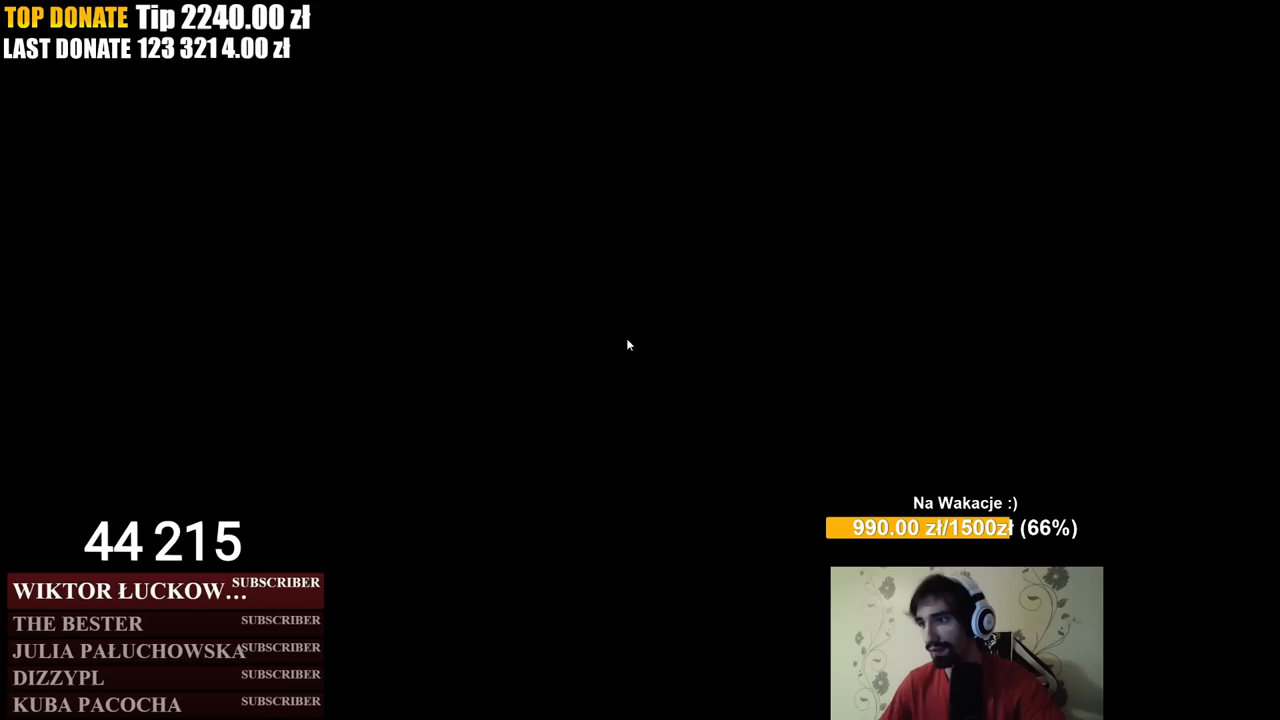 TOP DONATE Tip 2240.00 zł
LAST DONATE 123 321 4.00 zł
Na Wakacje :)
990.00 zł/1500zł (66%)
44 215
WIKTOR ŁUCKOW... SUBSCRIBER
THE BESTER SUBSCRIBER
JULIA PAŁUCHOWSKA SUBSCRIBER
DIZZYPL SUBSCRIBER
KUBA PACOCHA SUBSCRIBER